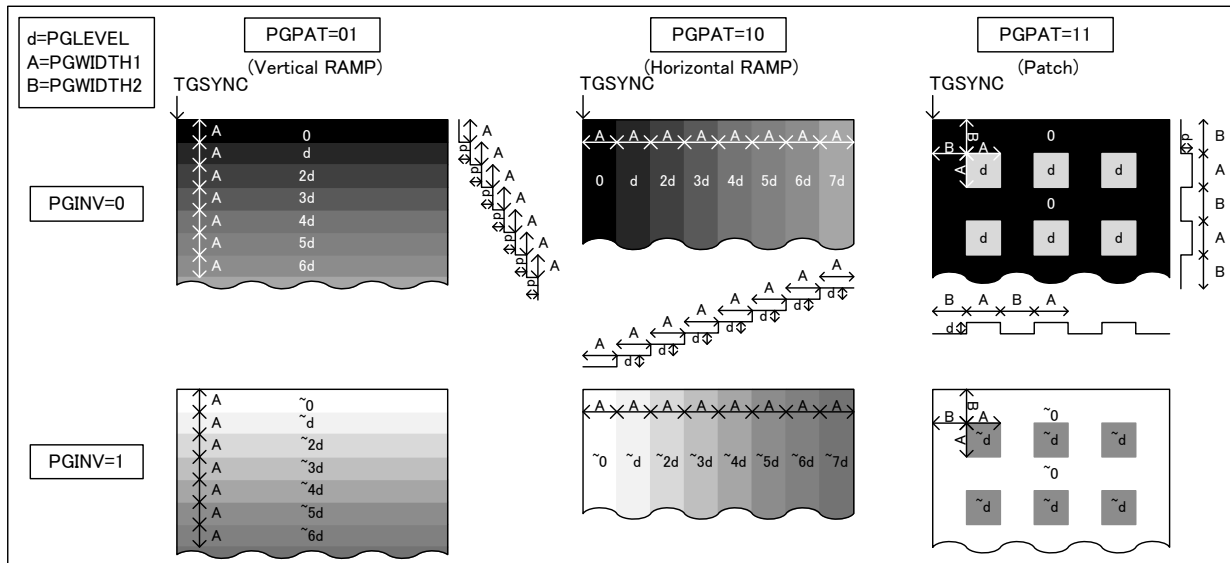 d=PGLEVEL
A=PGWIDTH1
B=PGWIDTH2
PGPAT=01
(Vertical RAMP)
PGPAT=10
(Horizontal RAMP)
PGPAT=11
(Patch)
TGSYNC
TGSYNC
TGSYNC
PGINV=0
A 0
A d
A 2d
A 3d
A 4d
A 5d
A 6d
A
A
A
A
A
A
A
d
d
d
d
d
d
d
A A A A A A A A
0 d 2d 3d 4d 5d 6d 7d
A
A
A
A
A
A
A
A
d
d
d
d
d
d
d
B 0
B A
A d d d
0
d d d
d B
A
B
A
B
B A B A
d
PGINV=1
A ~0
A ~d
A ~2d
A ~3d
A ~4d
A ~5d
A ~6d
A A A A A A A A
~0 ~d ~2d ~3d ~4d ~5d ~6d ~7d
B ~0
B A
A ~d ~d ~d
~0
~d ~d ~d